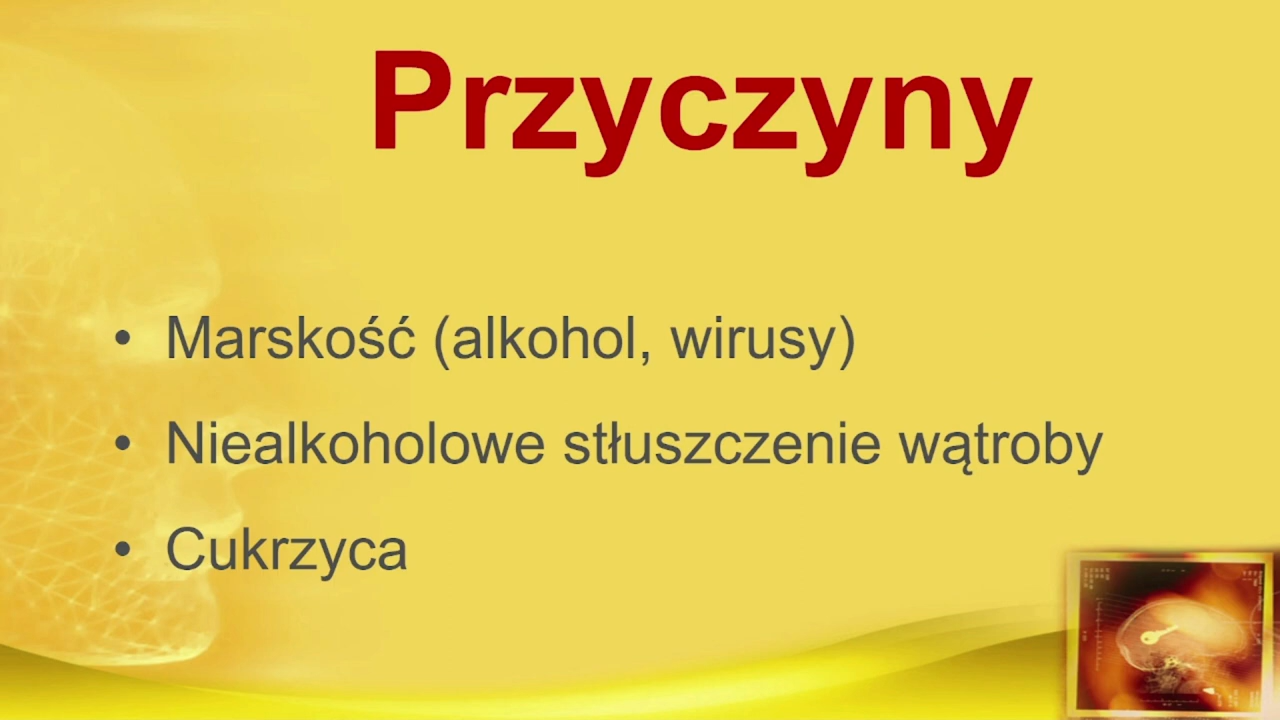 Przyczyny
• Marskość (alkohol, wirusy)
• Niealkoholowe stłuszczenie wątroby
• Cukrzyca